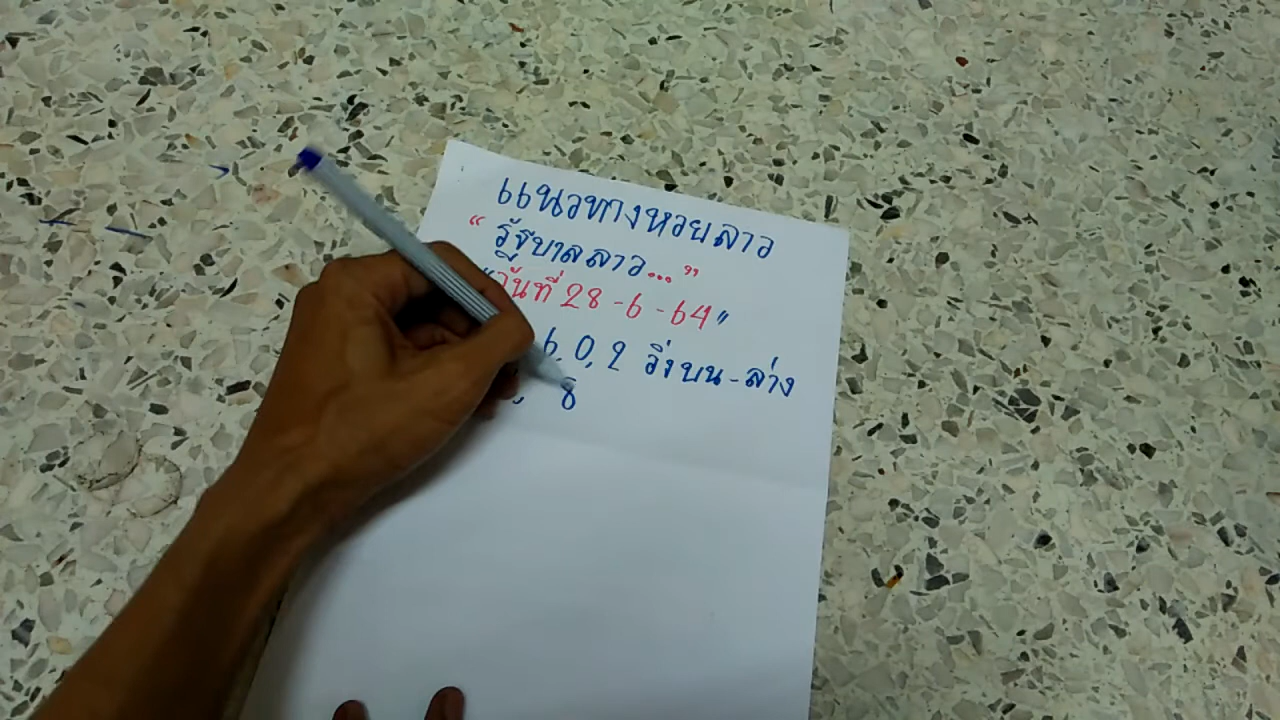 แนวทางหวยลาว
“ รัฐบาลลาว... ”
“วันที่ 28-6-64”
6, 0, 2 วิ่งบน-ล่าง
, 8